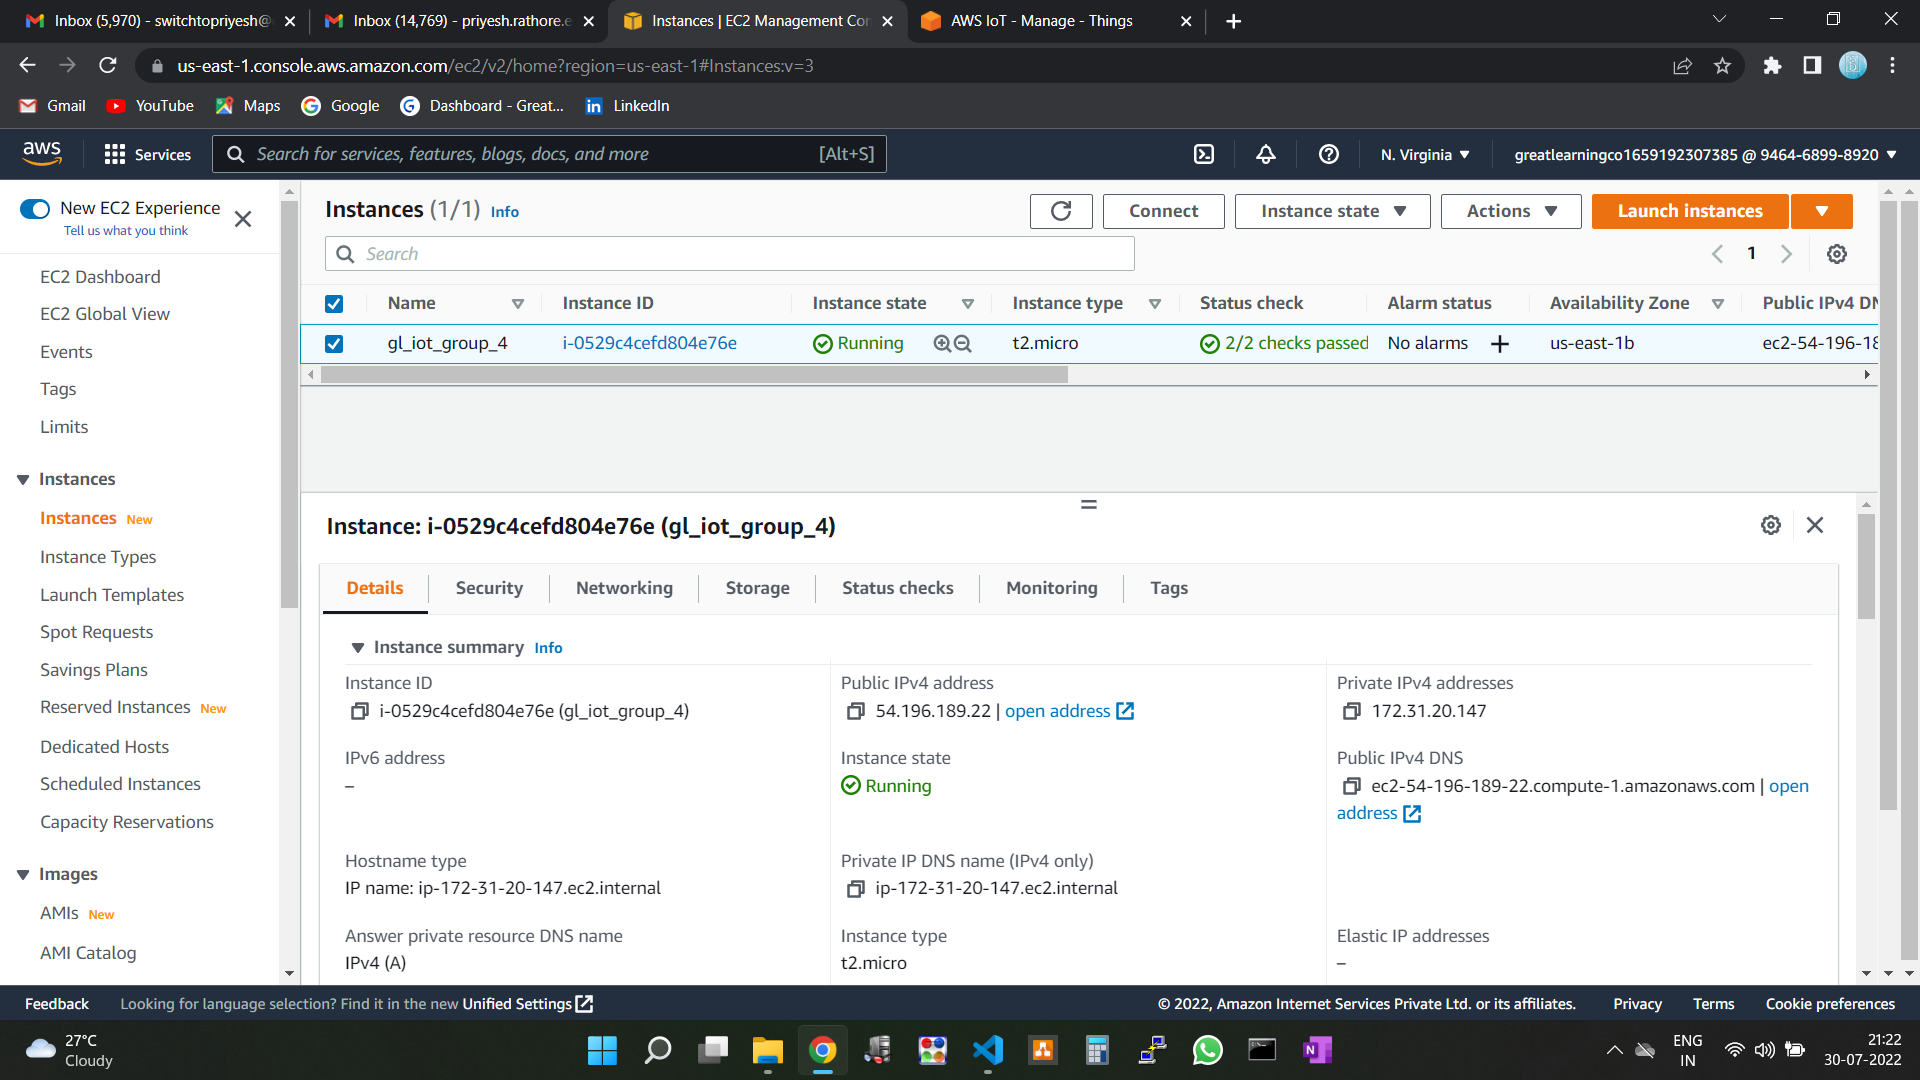 Inbox (5,970) - switchtopriyesh@
Inbox (14,769) - priyesh.rathore.e
Instances | EC2 Management Con
AWS IoT - Manage - Things
us-east-1.console.aws.amazon.com/ec2/v2/home?region=us-east-1#Instances:v=3
Gmail
YouTube
Maps
Google
Dashboard - Great...
LinkedIn
aws
Services
Search for services, features, blogs, docs, and more
[Alt+S]
N. Virginia
greatlearningco1659192307385 @ 9464-6899-8920
New EC2 Experience
Tell us what you think
EC2 Dashboard
EC2 Global View
Events
Tags
Limits
Instances
Instances New
Instance Types
Launch Templates
Spot Requests
Savings Plans
Reserved Instances New
Dedicated Hosts
Scheduled Instances
Capacity Reservations
Images
AMIs New
AMI Catalog
Instances (1/1) Info
Connect
Instance state
Actions
Launch instances
Search
1
Name
Instance ID
Instance state
Instance type
Status check
Alarm status
Availability Zone
Public IPv4 DN
gl_iot_group_4
i-0529c4cefd804e76e
Running
t2.micro
2/2 checks passed
No alarms
us-east-1b
ec2-54-196-18
Instance: i-0529c4cefd804e76e (gl_iot_group_4)
Details
Security
Networking
Storage
Status checks
Monitoring
Tags
Instance summary Info
Instance ID
i-0529c4cefd804e76e (gl_iot_group_4)
Public IPv4 address
54.196.189.22 | open address
Private IPv4 addresses
172.31.20.147
IPv6 address
–
Instance state
Running
Public IPv4 DNS
ec2-54-196-189-22.compute-1.amazonaws.com | open
address
Hostname type
IP name: ip-172-31-20-147.ec2.internal
Private IP DNS name (IPv4 only)
ip-172-31-20-147.ec2.internal
Answer private resource DNS name
IPv4 (A)
Instance type
t2.micro
Elastic IP addresses
–
Feedback
Looking for language selection? Find it in the new Unified Settings
© 2022, Amazon Internet Services Private Ltd. or its affiliates.
Privacy
Terms
Cookie preferences
27°C
Cloudy
ENG
IN
21:22
30-07-2022